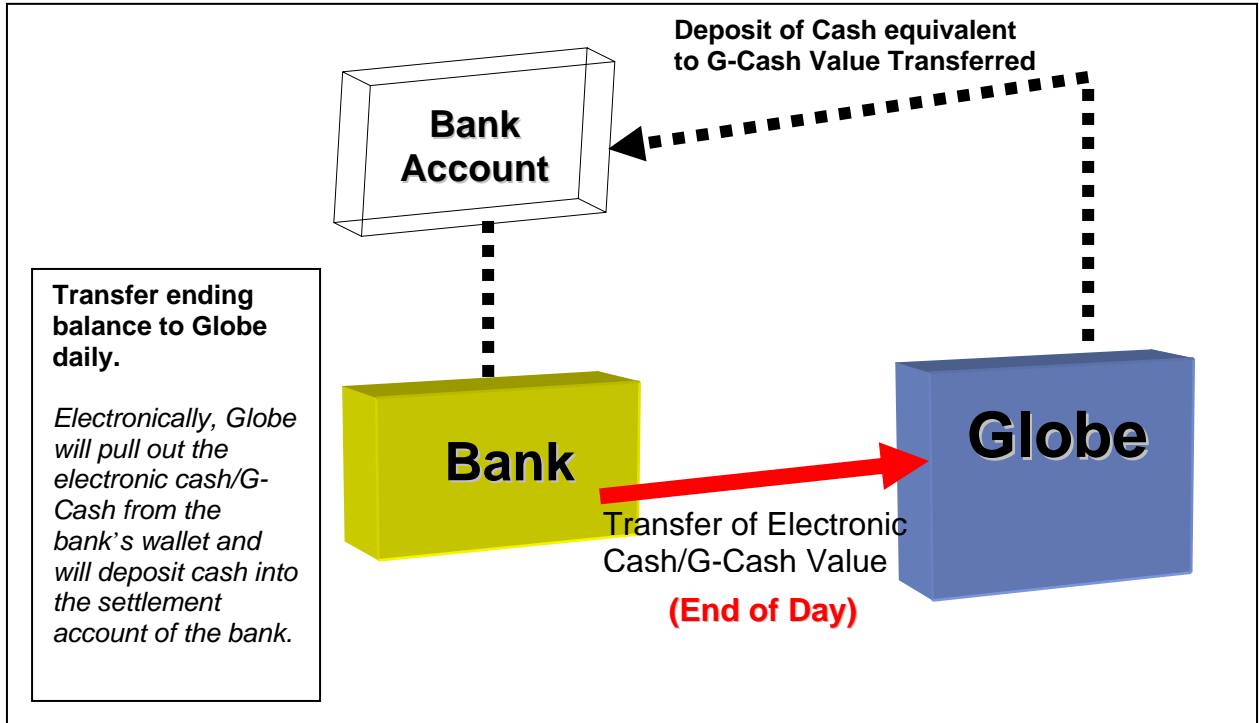 Deposit of Cash equivalent
to G-Cash Value Transferred
Bank
Account
Transfer ending
balance to Globe
daily.
Electronically, Globe
will pull out the
electronic cash/G-
Cash from the
bank’s wallet and
will deposit cash into
the settlement
account of the bank.
Bank
Globe
Transfer of Electronic
Cash/G-Cash Value
(End of Day)